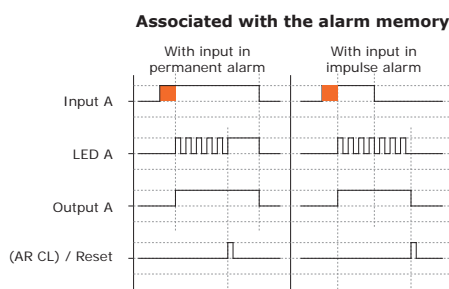 Associated with the alarm memory
With input in
permanent alarm
With input in
impulse alarm
Input A
LED A
Output A
(AR CL) / Reset